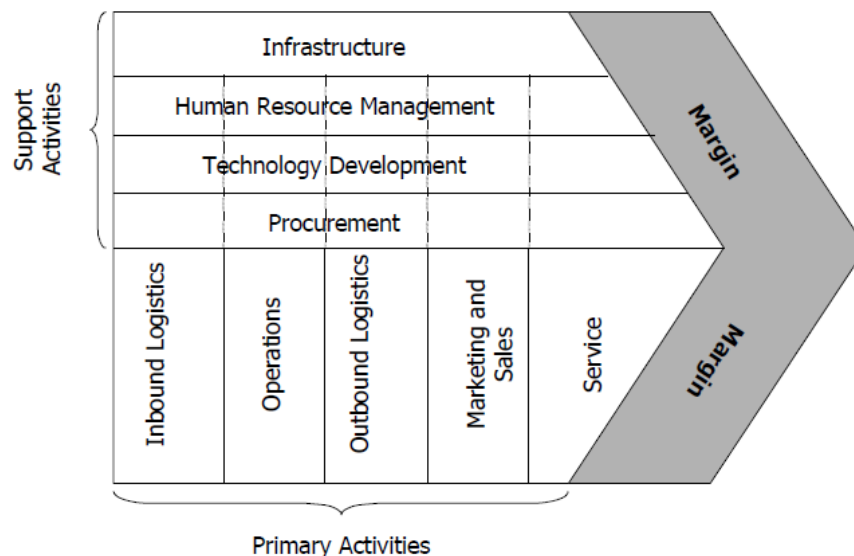 Support
Activities
Infrastructure
Human Resource Management
Technology Development
Procurement
Margin
Inbound Logistics
Operations
Outbound Logistics
Marketing and
Sales
Service
Margin
Primary Activities